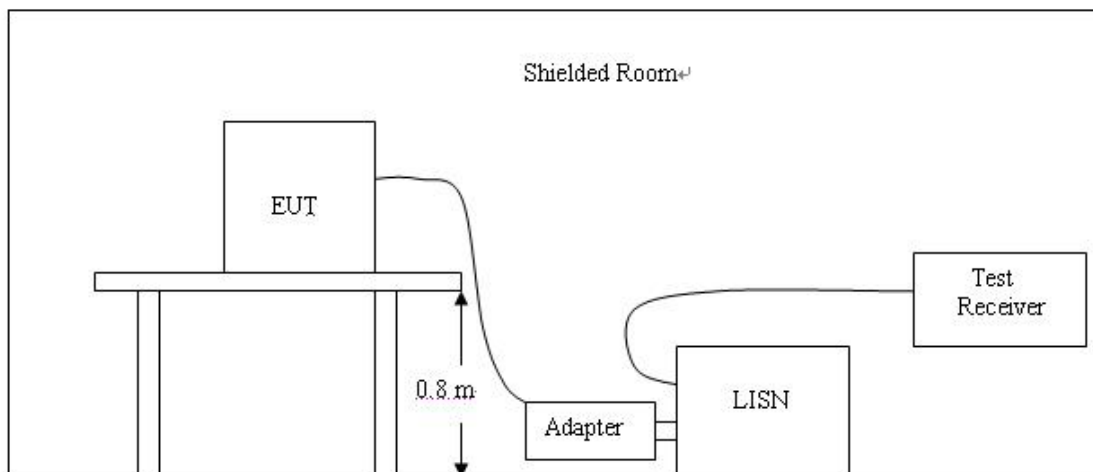 Shielded Room↵
EUT
Test
Receiver
0.8 m
LISN
Adapter